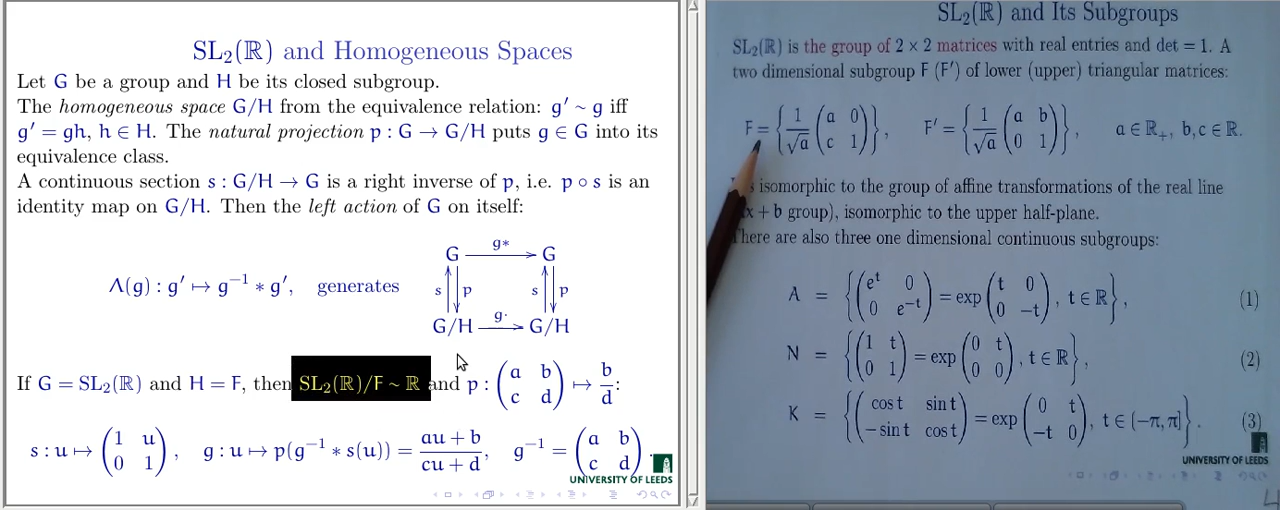 SL₂(ℝ) and Homogeneous Spaces
Let G be a group and H be its closed subgroup.
The homogeneous space G/H from the equivalence relation: g′ ~ g iff
g′ = gh, h ∈ H. The natural projection p : G → G/H puts g ∈ G into its
equivalence class.
A continuous section s : G/H → G is a right inverse of p, i.e. p ∘ s is an
identity map on G/H. Then the left action of G on itself:
Λ(g) : g′ ↦ g⁻¹ * g′, generates
G g* G
s p s p
G/H g· G/H
If G = SL₂(ℝ) and H = F, then SL₂(ℝ)/F ~ ℝ and p : (a b; c d) ↦ b/d:
s : u ↦ (1 u; 0 1), g : u ↦ p(g⁻¹ * s(u)) = (au + b)/(cu + d), g⁻¹ = (a b; c d).
UNIVERSITY OF LEEDS
SL₂(ℝ) and Its Subgroups
SL₂(ℝ) is the group of 2 × 2 matrices with real entries and det = 1. A
two dimensional subgroup F (F′) of lower (upper) triangular matrices:
F = {1/√a (a 0; c 1)}, F′ = {1/√a (a b; 0 1)}, a ∈ ℝ₊, b, c ∈ ℝ.
isomorphic to the group of affine transformations of the real line
x + b group), isomorphic to the upper half-plane.
There are also three one dimensional continuous subgroups:
A = {(eᵗ 0; 0 e⁻ᵗ) = exp (t 0; 0 −t), t ∈ ℝ}, (1)
N = {(1 t; 0 1) = exp (0 t; 0 0), t ∈ ℝ}, (2)
K = {(cos t sin t; −sin t cos t) = exp (0 t; −t 0), t ∈ (−π, π]}. (3)
UNIVERSITY OF LEEDS